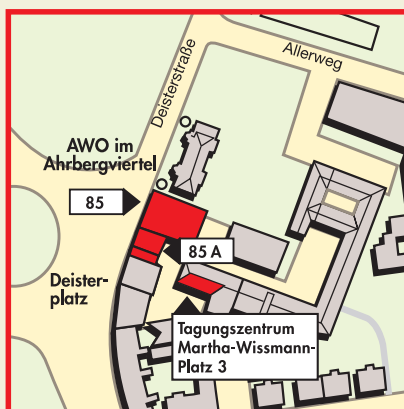 Allerweg
Deisterstraße
AWO im
Ahrbergviertel
85
85 A
Deister-
platz
Tagungszentrum
Martha-Wissmann-
Platz 3